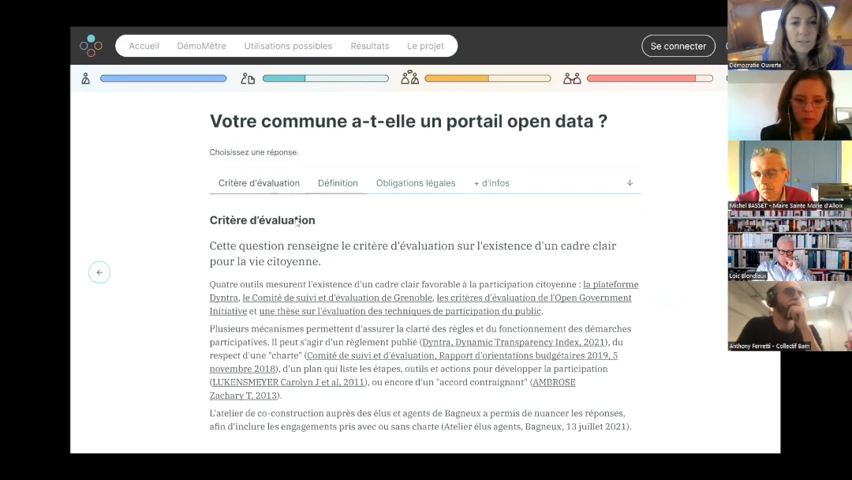 Accueil DémoMètre Utilisations possibles Résultats Le projet
Se connecter
Démocratie Ouverte
Votre commune a-t-elle un portail open data ?
Choisissez une réponse.
Critère d'évaluation Définition Obligations légales + d'infos
Critère d'évaluation
Cette question renseigne le critère d'évaluation sur l'existence d'un cadre clair
pour la vie citoyenne.
Quatre outils mesurent l'existence d'un cadre clair favorable à la participation citoyenne : la plateforme
Dyntra, le Comité de suivi et d'évaluation de Grenoble, les critères d'évaluation de l'Open Government
Initiative et une thèse sur l'évaluation des techniques de participation du public.
Plusieurs mécanismes permettent d'assurer la clarté des règles et du fonctionnement des démarches
participatives. Il peut s'agir d'un règlement publié (Dyntra, Dynamic Transparency Index, 2021), du
respect d'une "charte" (Comité de suivi et d'évaluation, Rapport d'orientations budgétaires 2019, 5
novembre 2018), d'un plan qui liste les étapes, outils et actions pour développer la participation
(LUKENSMEYER Carolyn J et al. 2011), ou encore d'un "accord contraignant" (AMBROSE
Zachary T, 2013).
L'atelier de co-construction auprès des élus et agents de Bagneux a permis de nuancer les réponses,
afin d'inclure les engagements pris avec ou sans charte (Atelier élus agents, Bagneux, 13 juillet 2021).
Michel BASSET - Maire Sainte Marie d'Alloix
Loïc Blondiaux
Anthony Ferretti - Collectif Bam